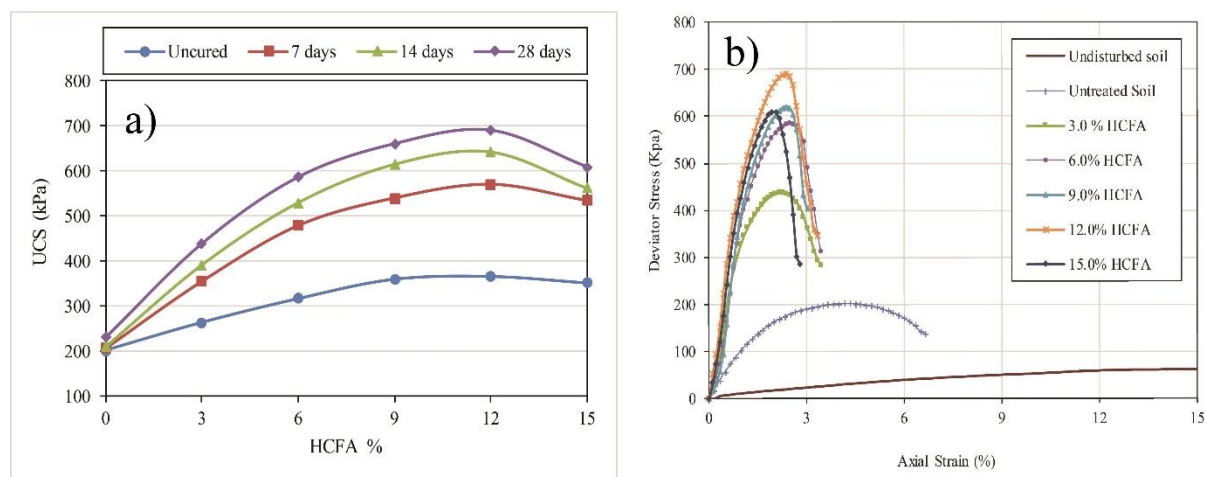 Uncured 7 days 14 days 28 days
a)
800
700
600
500
400
300
200
100
UCS (kPa)
0 3 6 9 12 15
HCFA %
b)
800
700
600
500
400
300
200
100
0
Deviator Stress (Kpa)
0 3 6 9 12 15
Axial Strain (%)
Undisturbed soil
Untreated Soil
3.0 % HCFA
6.0% HCFA
9.0% HCFA
12.0% HCFA
15.0% HCFA